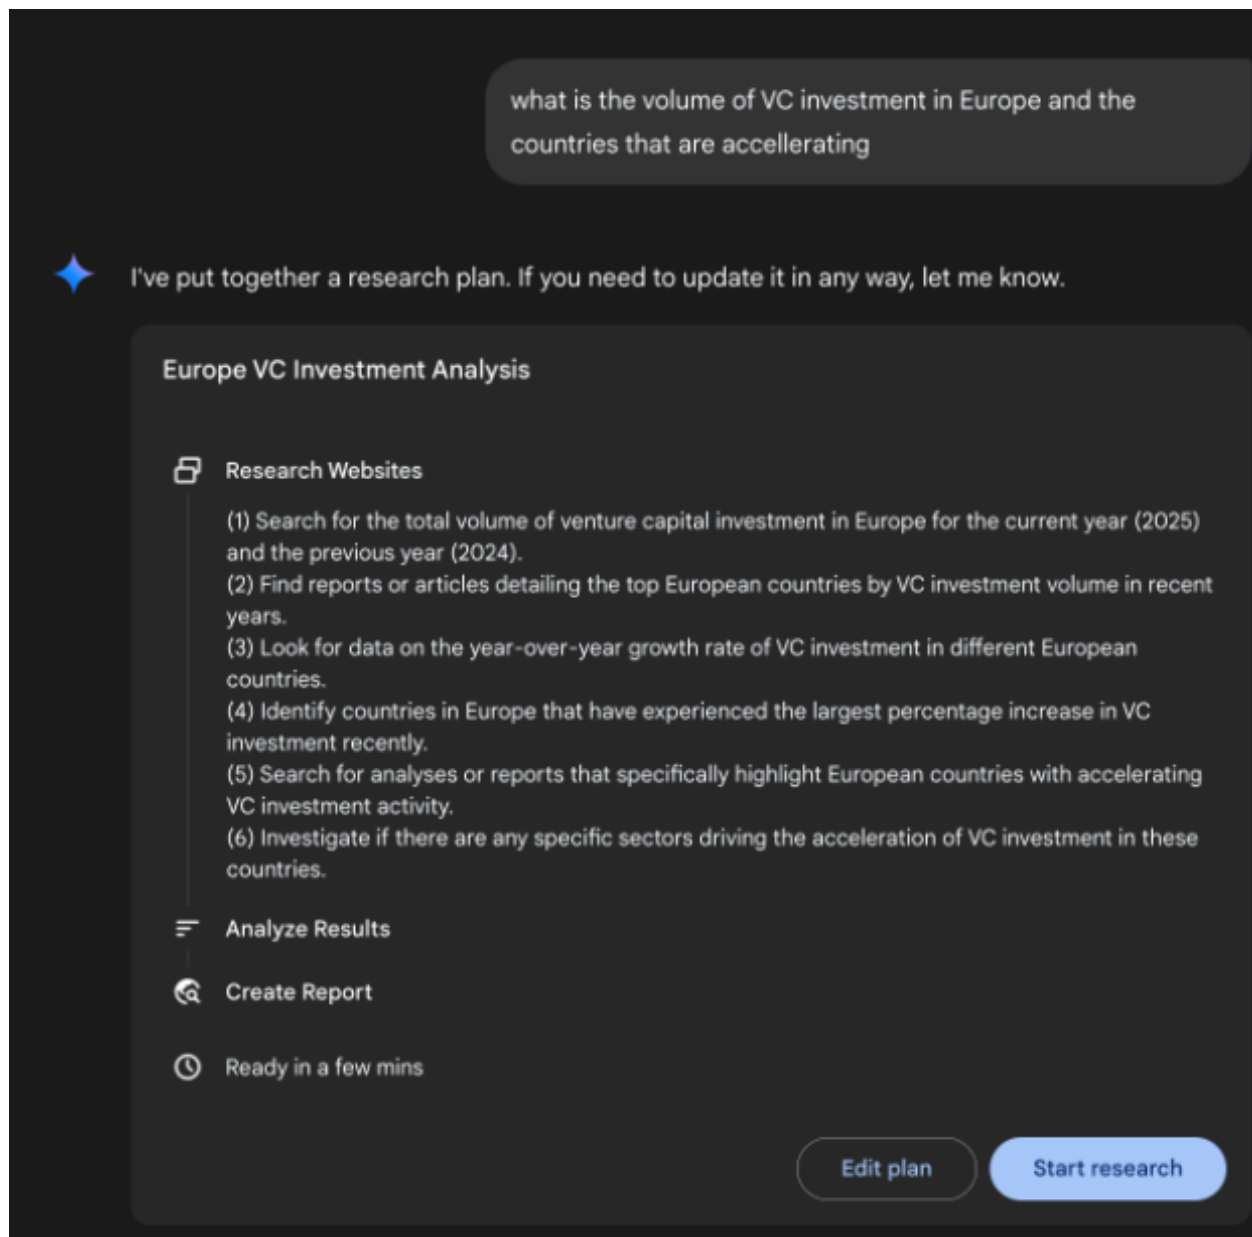 what is the volume of VC investment in Europe and the
countries that are accellerating
I've put together a research plan. If you need to update it in any way, let me know.
Europe VC Investment Analysis
Research Websites
(1) Search for the total volume of venture capital investment in Europe for the current year (2025)
and the previous year (2024).
(2) Find reports or articles detailing the top European countries by VC investment volume in recent
years.
(3) Look for data on the year-over-year growth rate of VC investment in different European
countries.
(4) Identify countries in Europe that have experienced the largest percentage increase in VC
investment recently.
(5) Search for analyses or reports that specifically highlight European countries with accelerating
VC investment activity.
(6) Investigate if there are any specific sectors driving the acceleration of VC investment in these
countries.
Analyze Results
Create Report
Ready in a few mins
Edit plan
Start research